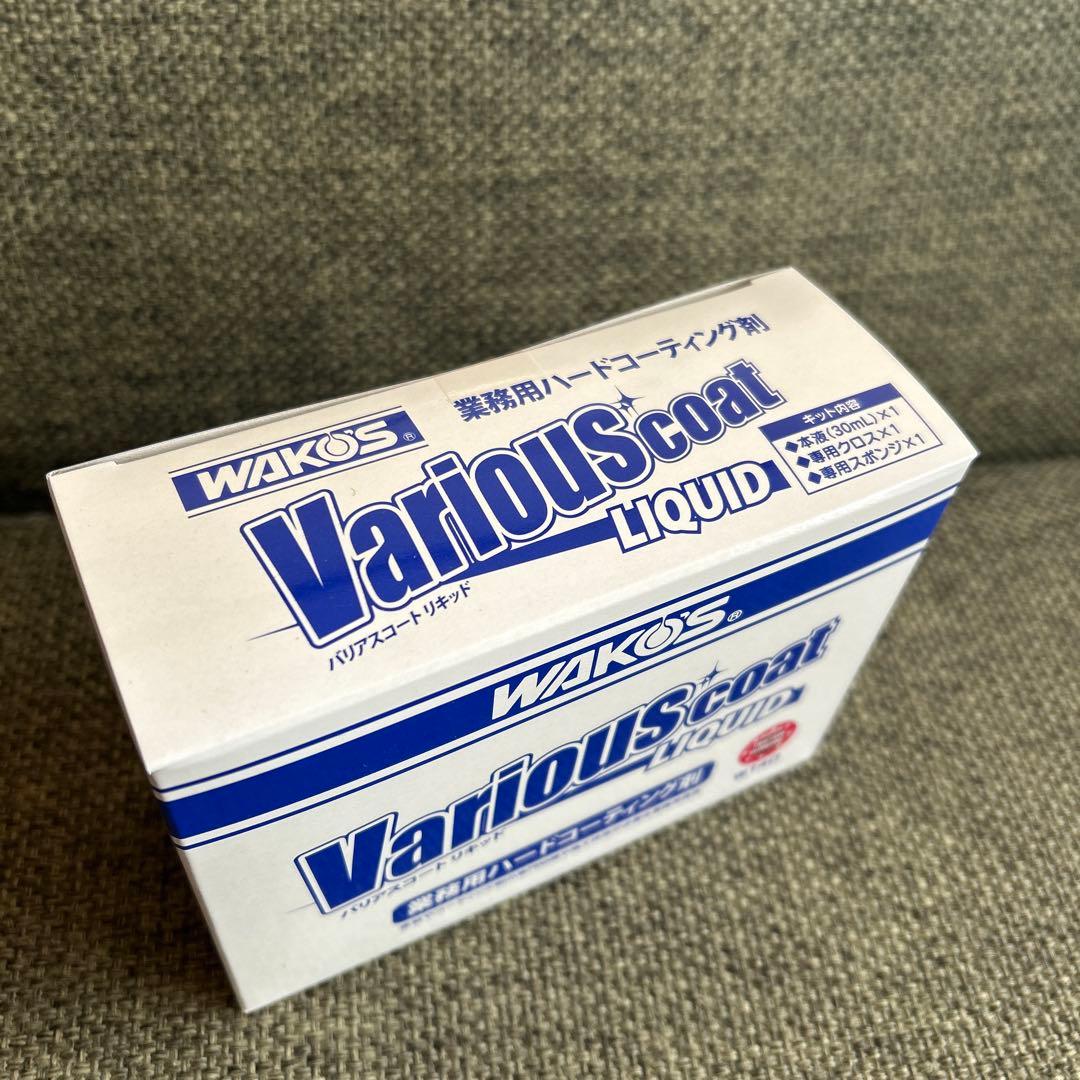 WAKO'S®
業務用ハードコーティング剤
VarioUS coat
LIQUID
バリアスコート リキッド
キット内容
◆本液(30mL)×1
◆専用クロス×1
◆専用スポンジ×1
WAKO'S®
VarioUS coat
LIQUID
バリアスコート リキッド
業務用ハードコーティング剤